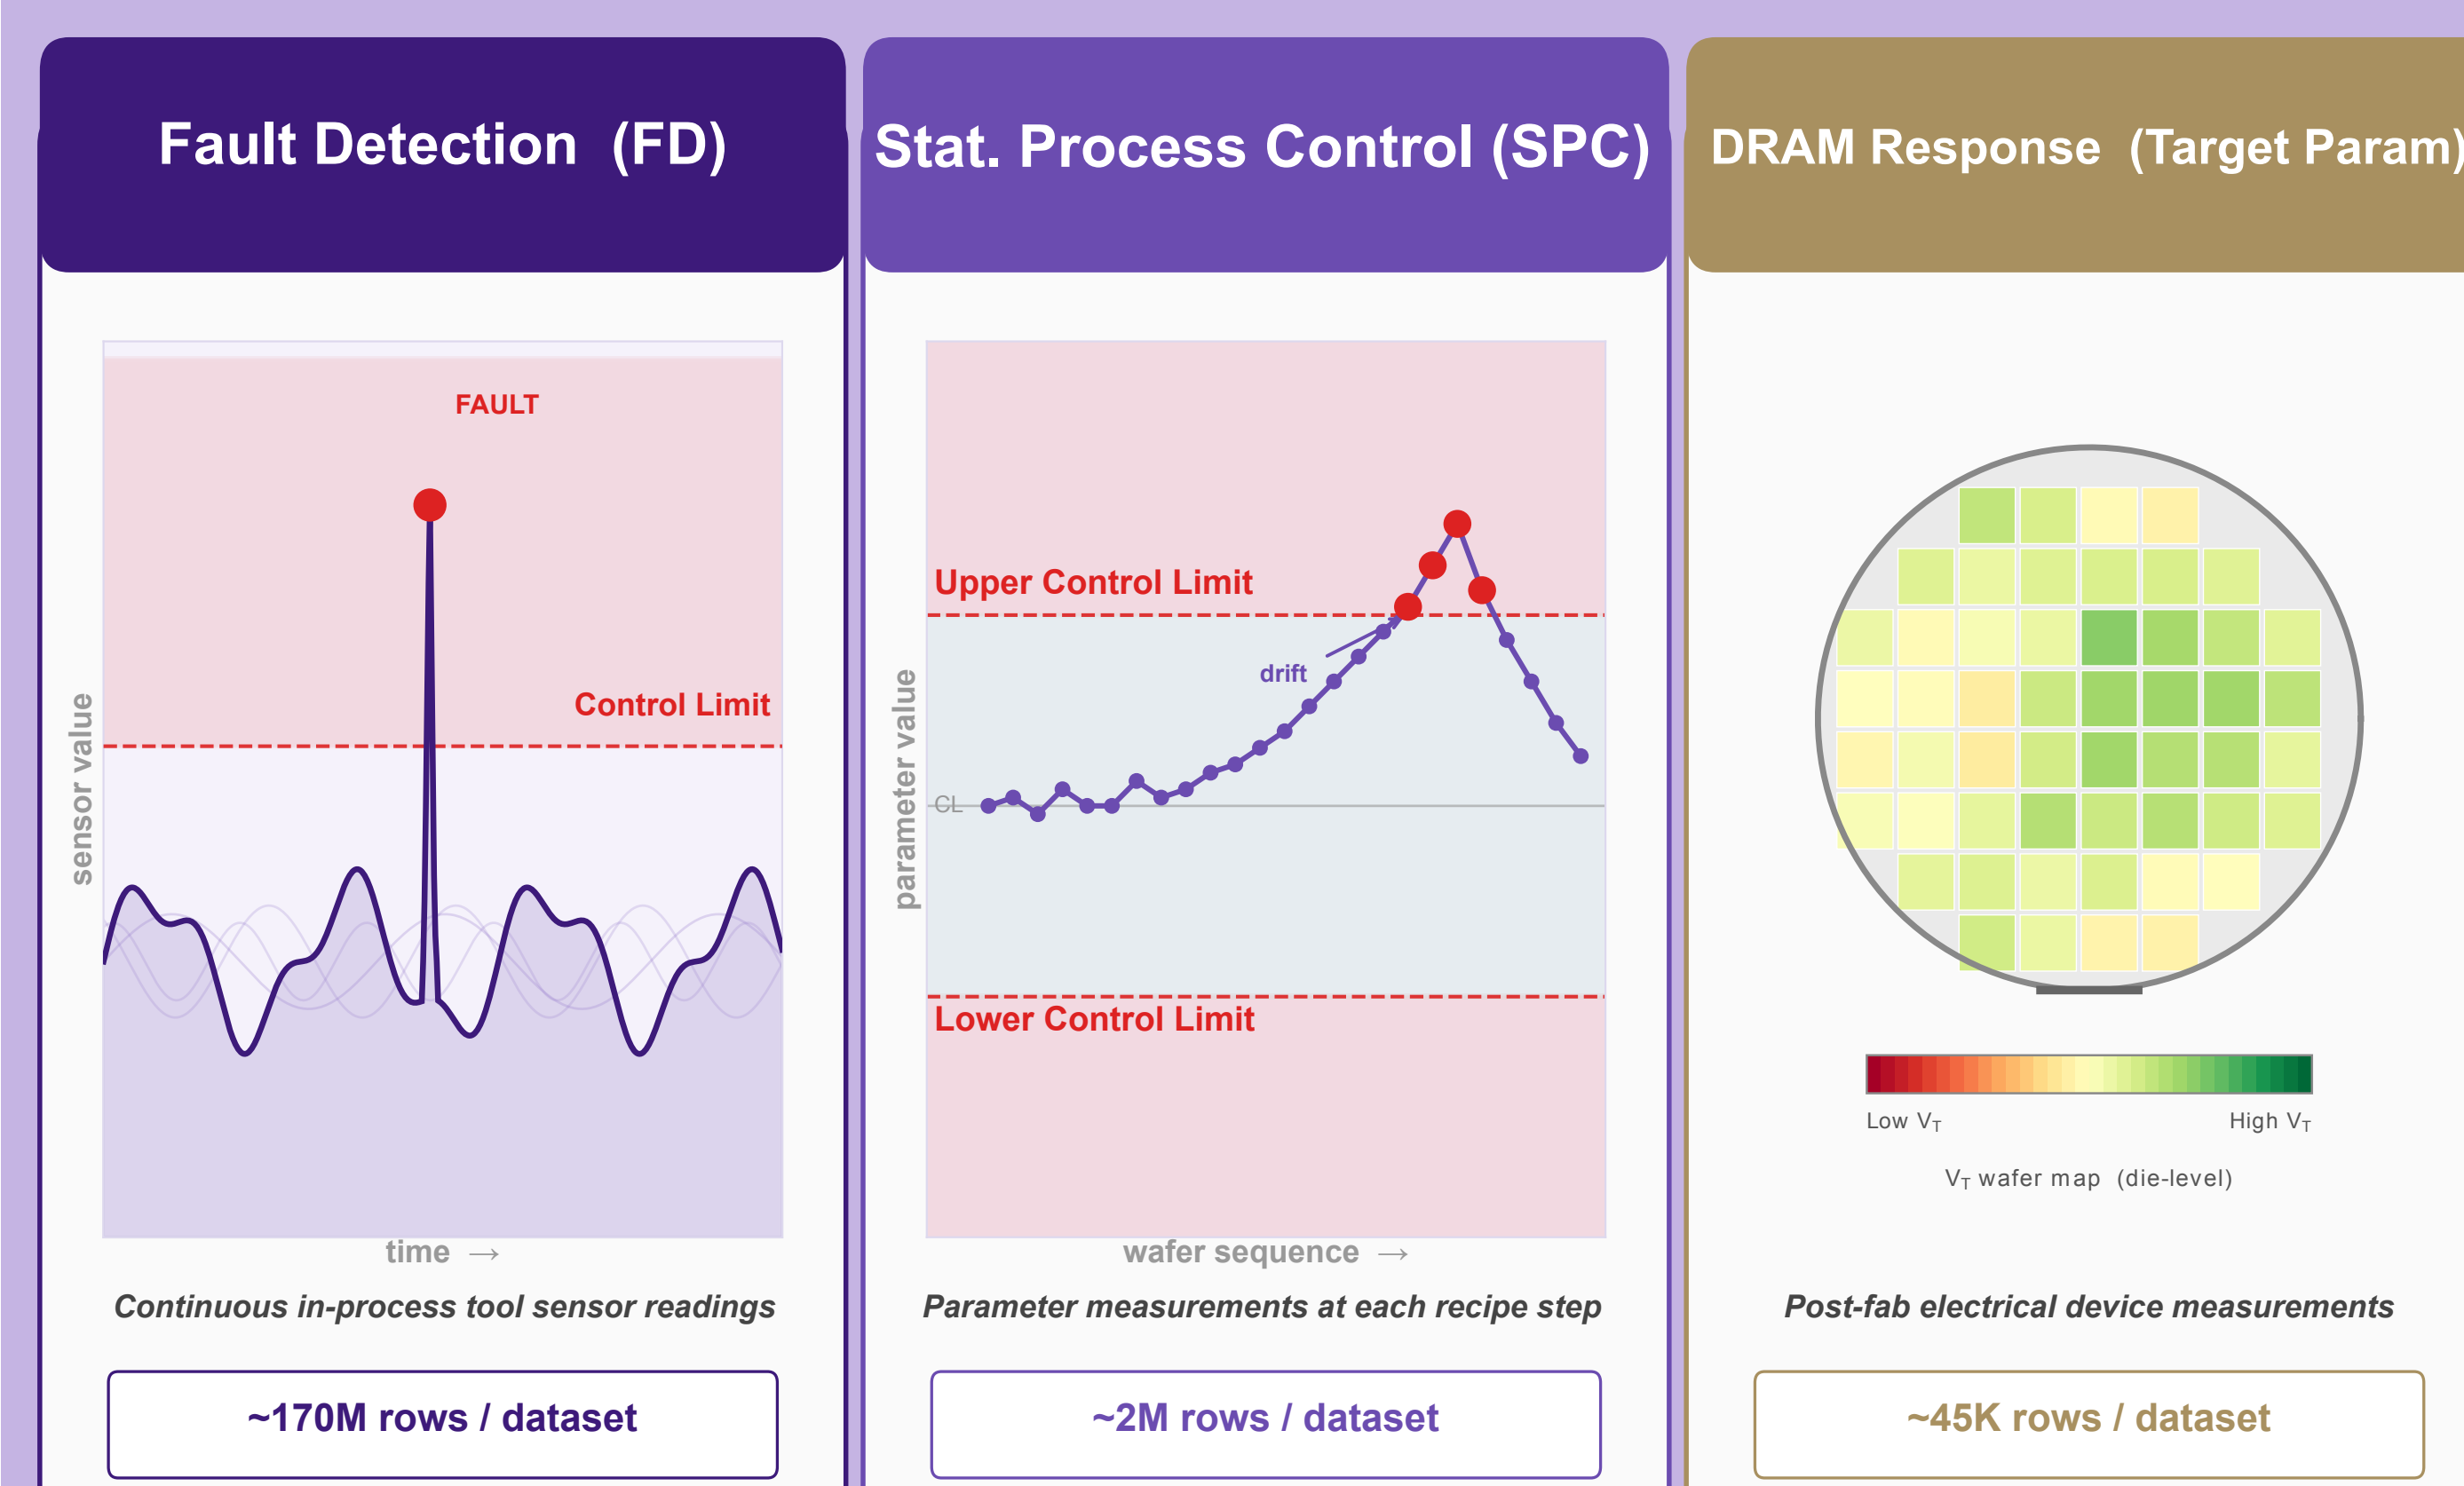 Fault Detection (FD)
FAULT
Control Limit
sensor value
time →
Continuous in-process tool sensor readings
~170M rows / dataset
Stat. Process Control (SPC)
Upper Control Limit
drift
CL
Lower Control Limit
parameter value
wafer sequence →
Parameter measurements at each recipe step
~2M rows / dataset
DRAM Response (Target Param)
Low VT
High VT
VT wafer map (die-level)
Post-fab electrical device measurements
~45K rows / dataset